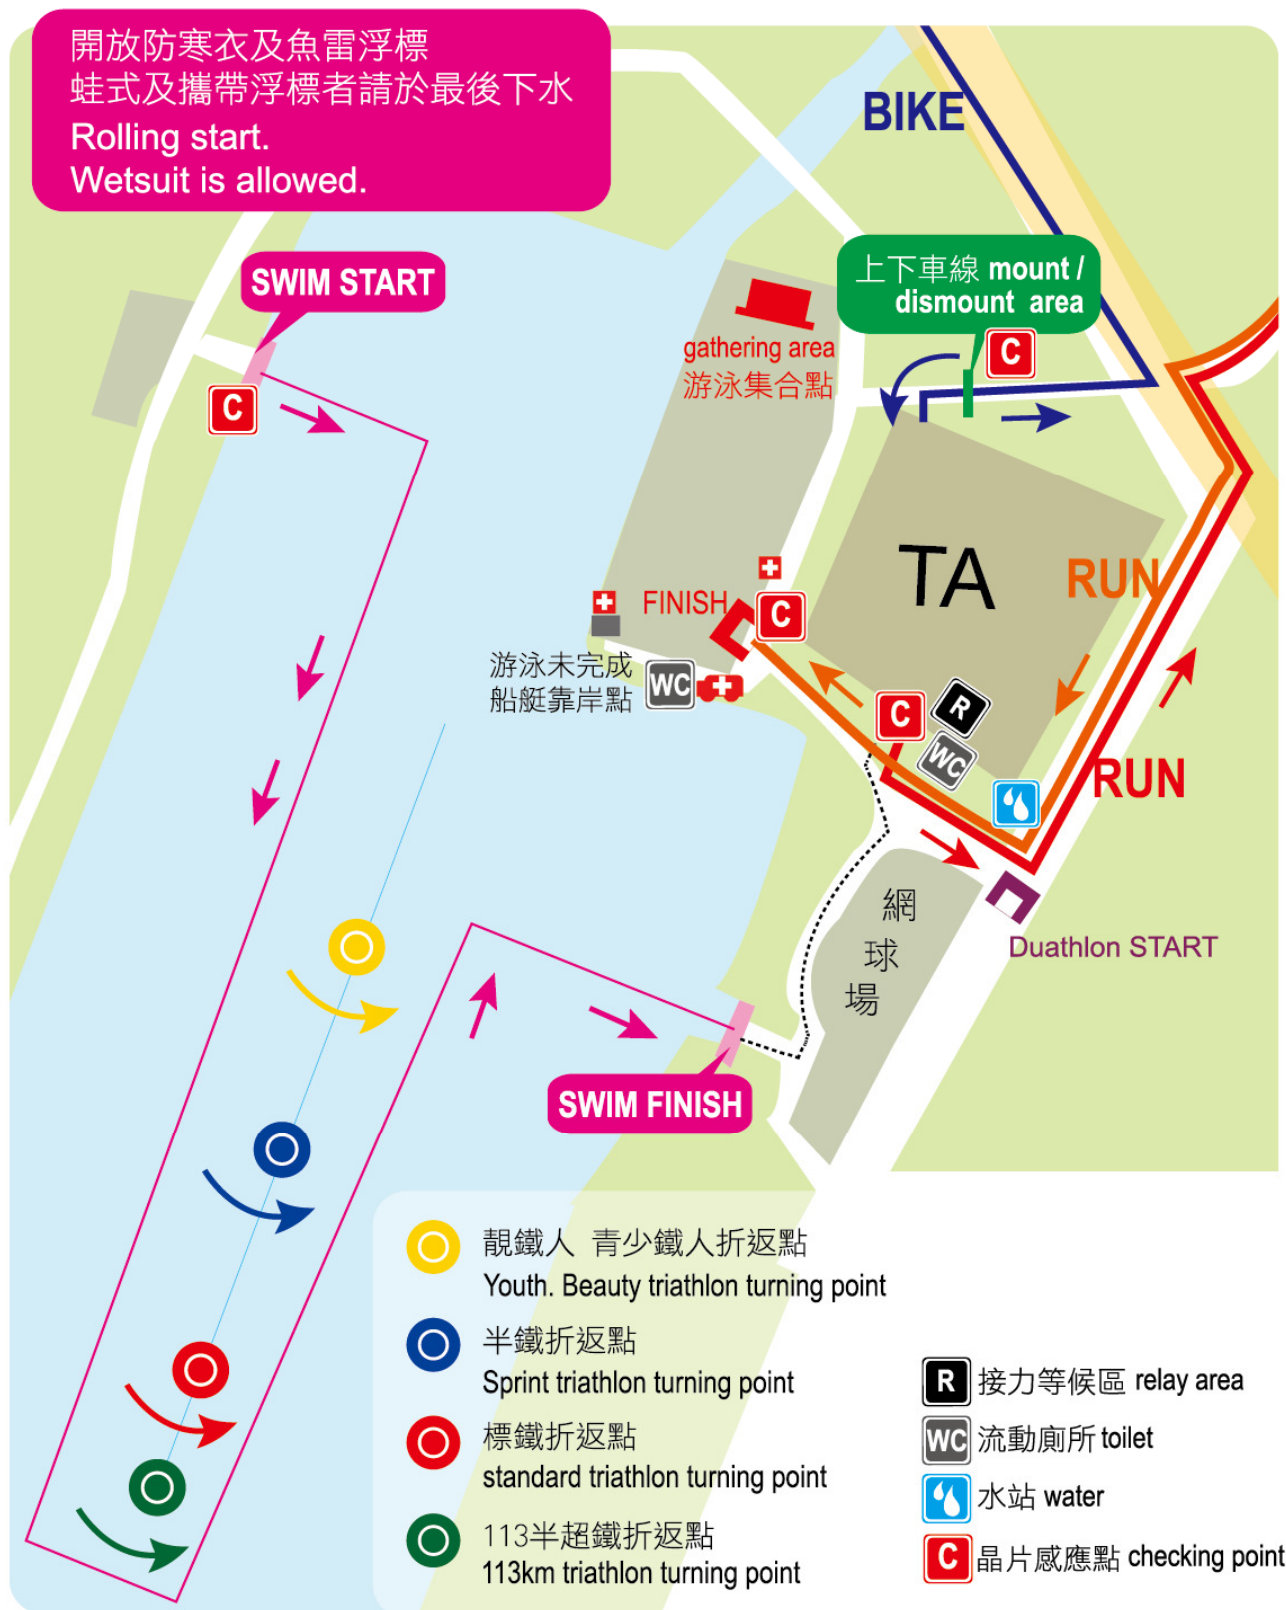 開放防寒衣及魚雷浮標
蛙式及攜帶浮標者請於最後下水
Rolling start.
Wetsuit is allowed.
BIKE
SWIM START
上下車線 mount /
dismount area
C
C
gathering area
游泳集合點
TA
RUN
FINISH
C
游泳未完成
船艇靠岸點
WC
C
R
WC
RUN
網
球
場
Duathlon START
SWIM FINISH
靚鐵人 青少鐵人折返點
Youth. Beauty triathlon turning point
半鐵折返點
Sprint triathlon turning point
標鐵折返點
standard triathlon turning point
113半超鐵折返點
113km triathlon turning point
R 接力等候區 relay area
WC 流動廁所 toilet
水站 water
C 晶片感應點 checking point